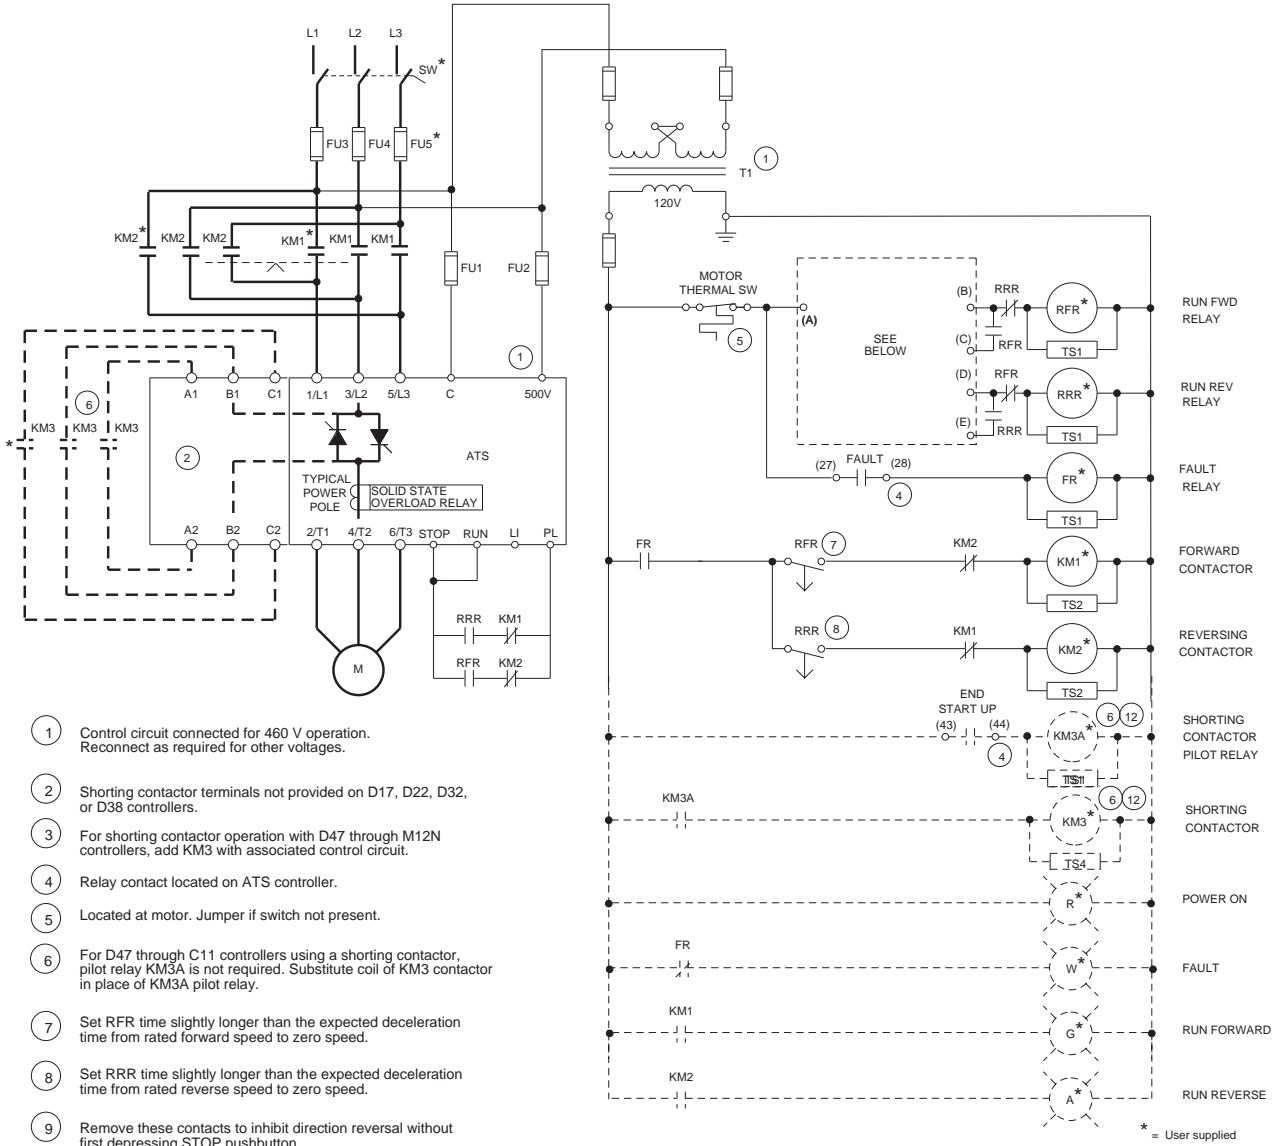 L1 L2 L3
SW*
FU3 FU4 FU5*
1
T1
120V
KM2* KM2 KM2 KM1* KM1 KM1
FU1 FU2
MOTOR
THERMAL SW
5
(A)
SEE
BELOW
(B) RRR RFR* RUN FWD
RELAY
(C) RFR TS1
(D) RFR RRR* RUN REV
RELAY
(E) RRR TS1
1
A1 B1 C1 1/L1 3/L2 5/L3 C 500V
6
* KM3 KM3 KM3
2
ATS
TYPICAL
POWER
POLE
SOLID STATE
OVERLOAD RELAY
(27) FAULT (28) FR* FAULT
RELAY
4
TS1
A2 B2 C2 2/T1 4/T2 6/T3 STOP RUN LI PL
FR RFR 7 KM2 KM1* FORWARD
CONTACTOR
TS2
RRR KM1
RFR KM2
M
RRR 8 KM1 KM2* REVERSING
CONTACTOR
TS2
END
START UP
(43) (44) KM3A* 6 12 SHORTING
CONTACTOR
PILOT RELAY
4
TS1
KM3A KM3* 6 12 SHORTING
CONTACTOR
TS4
R* POWER ON
FR W* FAULT
KM1 G* RUN FORWARD
KM2 A* RUN REVERSE
* = User supplied
1 Control circuit connected for 460 V operation.
Reconnect as required for other voltages.
2 Shorting contactor terminals not provided on D17, D22, D32,
or D38 controllers.
3 For shorting contactor operation with D47 through M12N
controllers, add KM3 with associated control circuit.
4 Relay contact located on ATS controller.
5 Located at motor. Jumper if switch not present.
6 For D47 through C11 controllers using a shorting contactor,
pilot relay KM3A is not required. Substitute coil of KM3 contactor
in place of KM3A pilot relay.
7 Set RFR time slightly longer than the expected deceleration
time from rated forward speed to zero speed.
8 Set RRR time slightly longer than the expected deceleration
time from rated reverse speed to zero speed.
9 Remove these contacts to inhibit direction reversal without
first depressing STOP pushbutton.